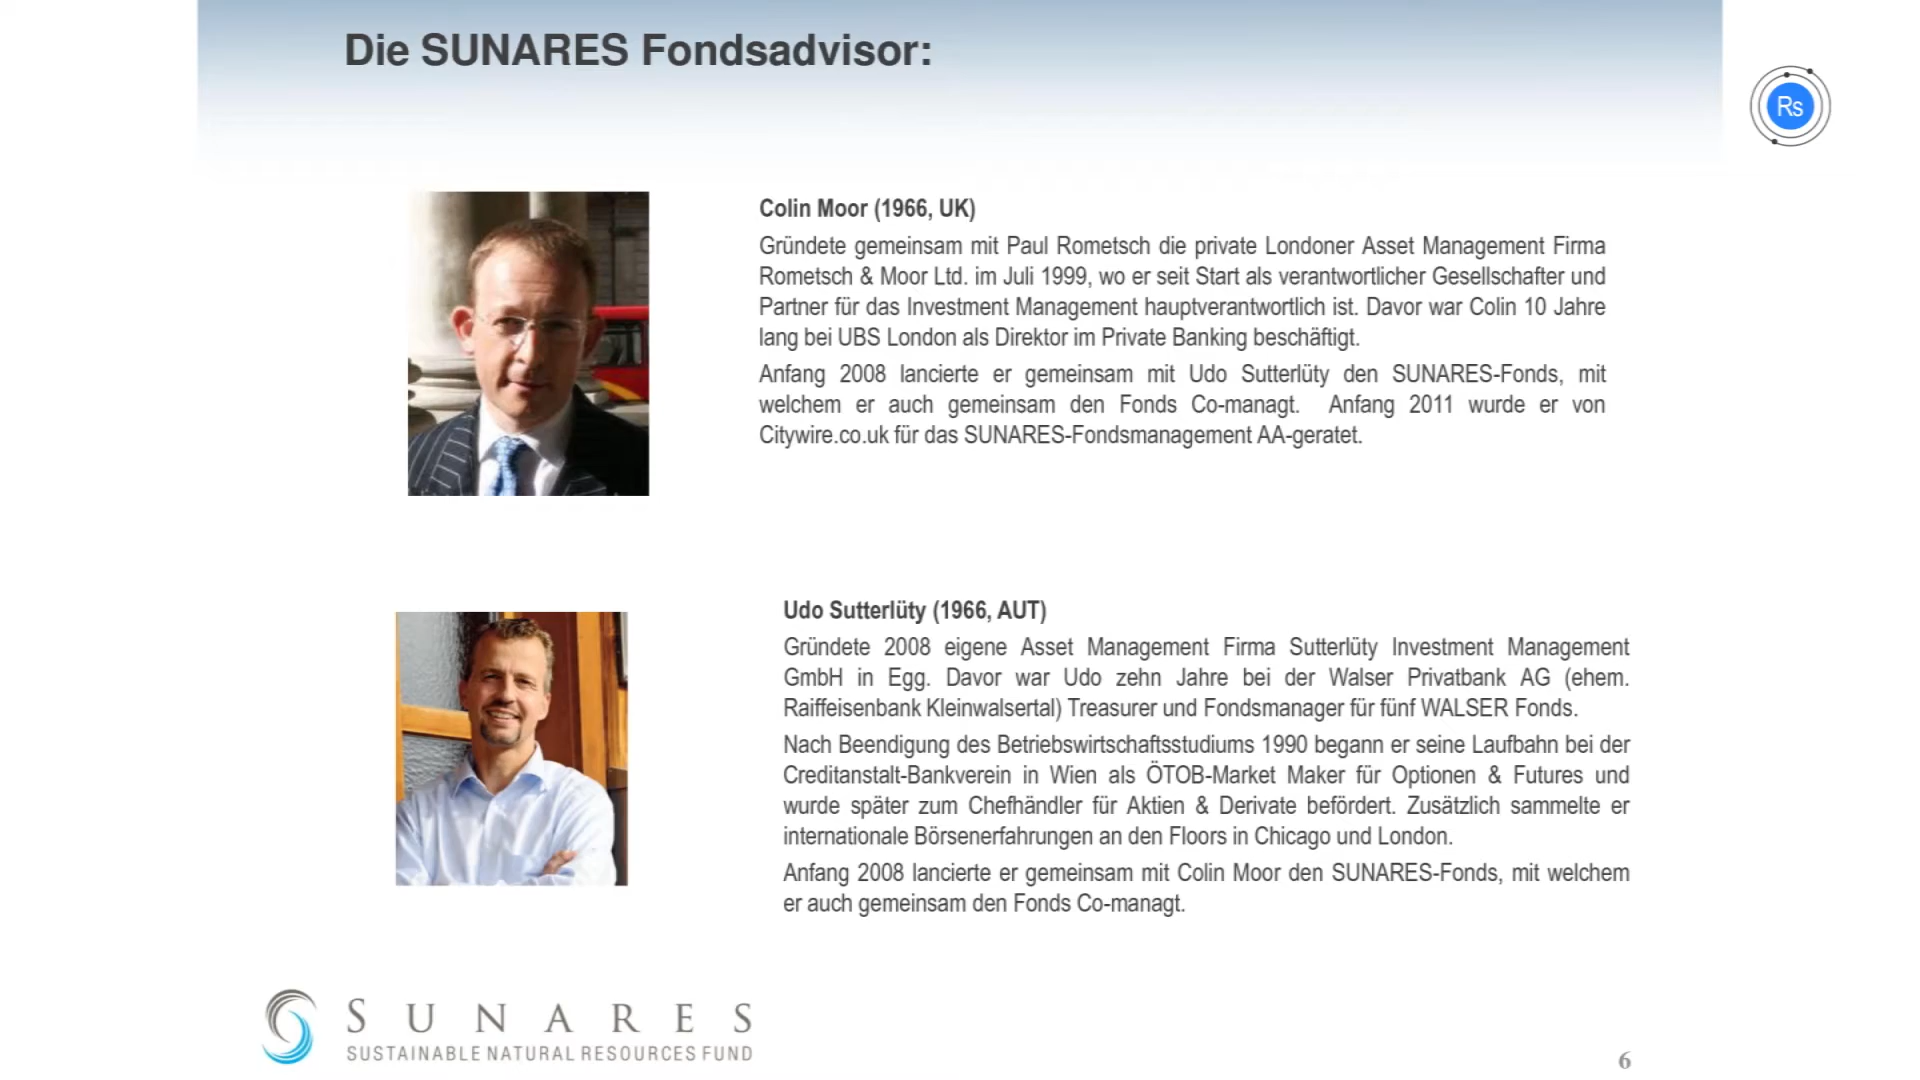 Die SUNARES Fondsadvisor:
Rs
Colin Moor (1966, UK)
Gründete gemeinsam mit Paul Rometsch die private Londoner Asset Management Firma
Rometsch & Moor Ltd. im Juli 1999, wo er seit Start als verantwortlicher Gesellschafter und
Partner für das Investment Management hauptverantwortlich ist. Davor war Colin 10 Jahre
lang bei UBS London als Direktor im Private Banking beschäftigt.
Anfang 2008 lancierte er gemeinsam mit Udo Sutterlüty den SUNARES-Fonds, mit
welchem er auch gemeinsam den Fonds Co-managt. Anfang 2011 wurde er von
Citywire.co.uk für das SUNARES-Fondsmanagement AA-geratet.
Udo Sutterlüty (1966, AUT)
Gründete 2008 eigene Asset Management Firma Sutterlüty Investment Management
GmbH in Egg. Davor war Udo zehn Jahre bei der Walser Privatbank AG (ehem.
Raiffeisenbank Kleinwalsertal) Treasurer und Fondsmanager für fünf WALSER Fonds.
Nach Beendigung des Betriebswirtschaftsstudiums 1990 begann er seine Laufbahn bei der
Creditanstalt-Bankverein in Wien als ÖTOB-Market Maker für Optionen & Futures und
wurde später zum Chefhändler für Aktien & Derivate befördert. Zusätzlich sammelte er
internationale Börsenerfahrungen an den Floors in Chicago und London.
Anfang 2008 lancierte er gemeinsam mit Colin Moor den SUNARES-Fonds, mit welchem
er auch gemeinsam den Fonds Co-managt.
SUNARES
SUSTAINABLE NATURAL RESOURCES FUND
6